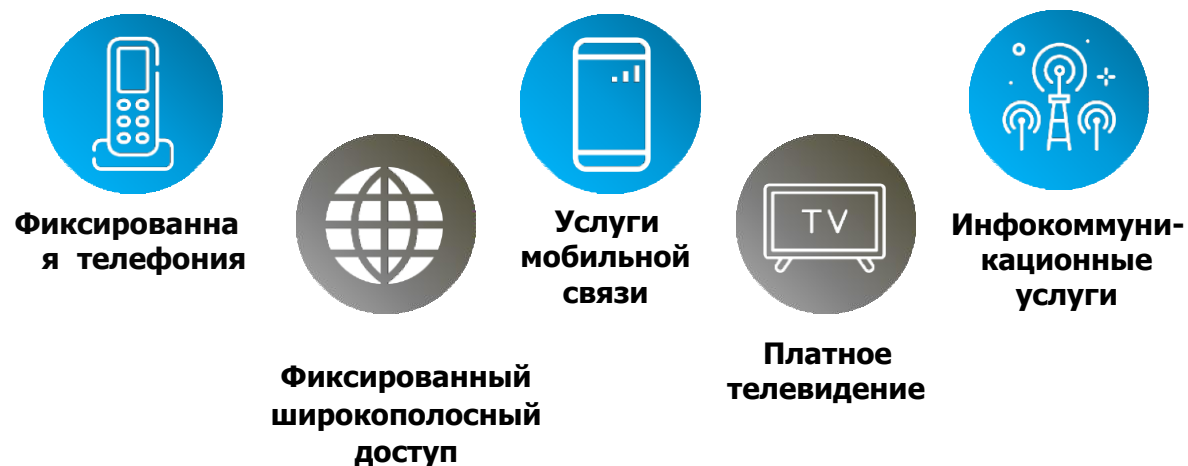 Фиксированна
я телефония
Фиксированный
широкополосный
доступ
Услуги
мобильной
связи
TV
Платное
телевидение
Инфокоммуни-
кационные
услуги